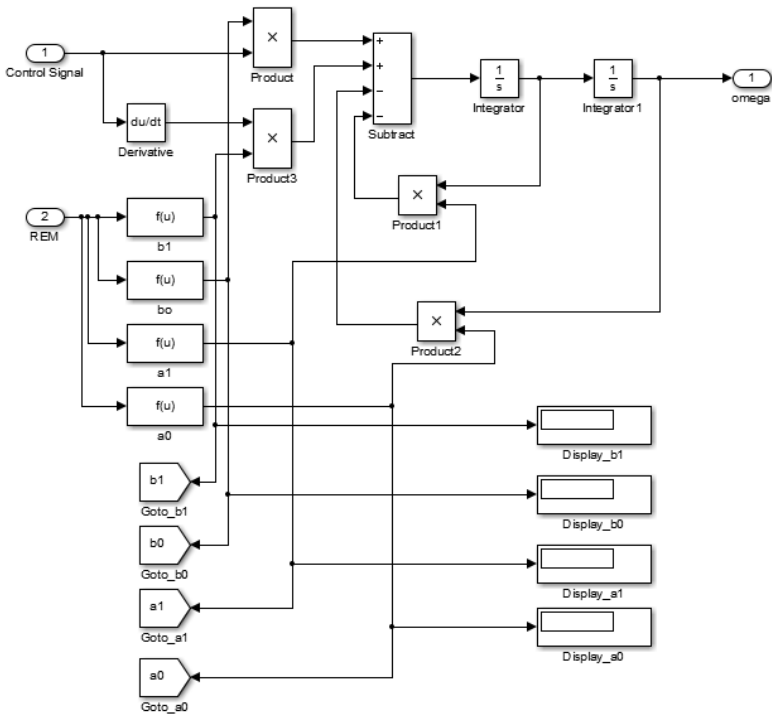 1
Control Signal
×
Product
du/dt
Derivative
×
Product3
+
+
−
−
Subtract
1
s
Integrator
1
s
Integrator1
1
omega
×
Product1
2
REM
f(u)
b1
f(u)
bo
f(u)
a1
f(u)
a0
×
Product2
b1
Goto_b1
b0
Goto_b0
a1
Goto_a1
a0
Goto_a0
Display_b1
Display_b0
Display_a1
Display_a0